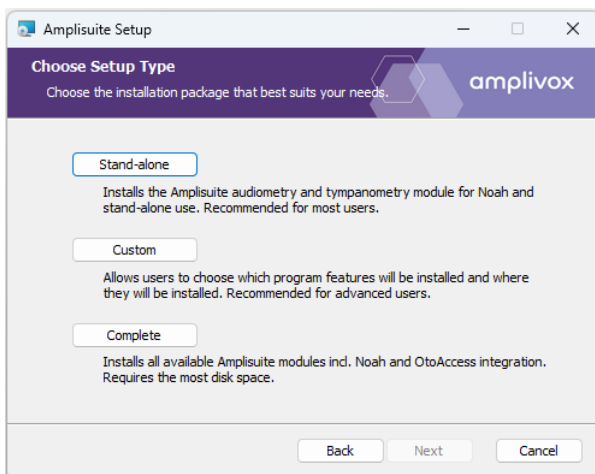 Amplisuite Setup
Choose Setup Type
Choose the installation package that best suits your needs.
amplivox
Stand-alone
Installs the Amplisuite audiometry and tympanometry module for Noah and
stand-alone use. Recommended for most users.
Custom
Allows users to choose which program features will be installed and where
they will be installed. Recommended for advanced users.
Complete
Installs all available Amplisuite modules incl. Noah and OtoAccess integration.
Requires the most disk space.
Back
Next
Cancel